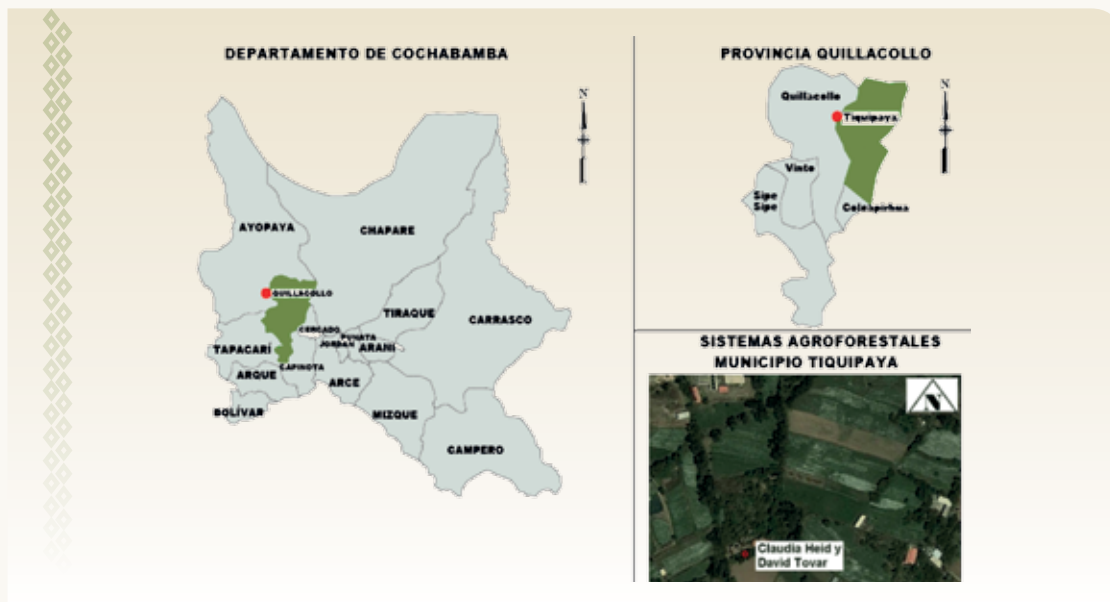 DEPARTAMENTO DE COCHABAMBA
N
AYOPAYA
CHAPARE
QUILLACOLLO
TIRAQUE
CARRASCO
CERCADO
PUNATA
JORDAN
ARANI
TAPACARÍ
CAPINOTA
ARQUE
ARCE
BOLÍVAR
MIZQUE
CAMPERO
PROVINCIA QUILLACOLLO
N
Quillacollo
Tiquipaya
Vinto
Sipe
Sipe
Colcapirhua
SISTEMAS AGROFORESTALES
MUNICIPIO TIQUIPAYA
N
Claudia Heid y
David Tovar